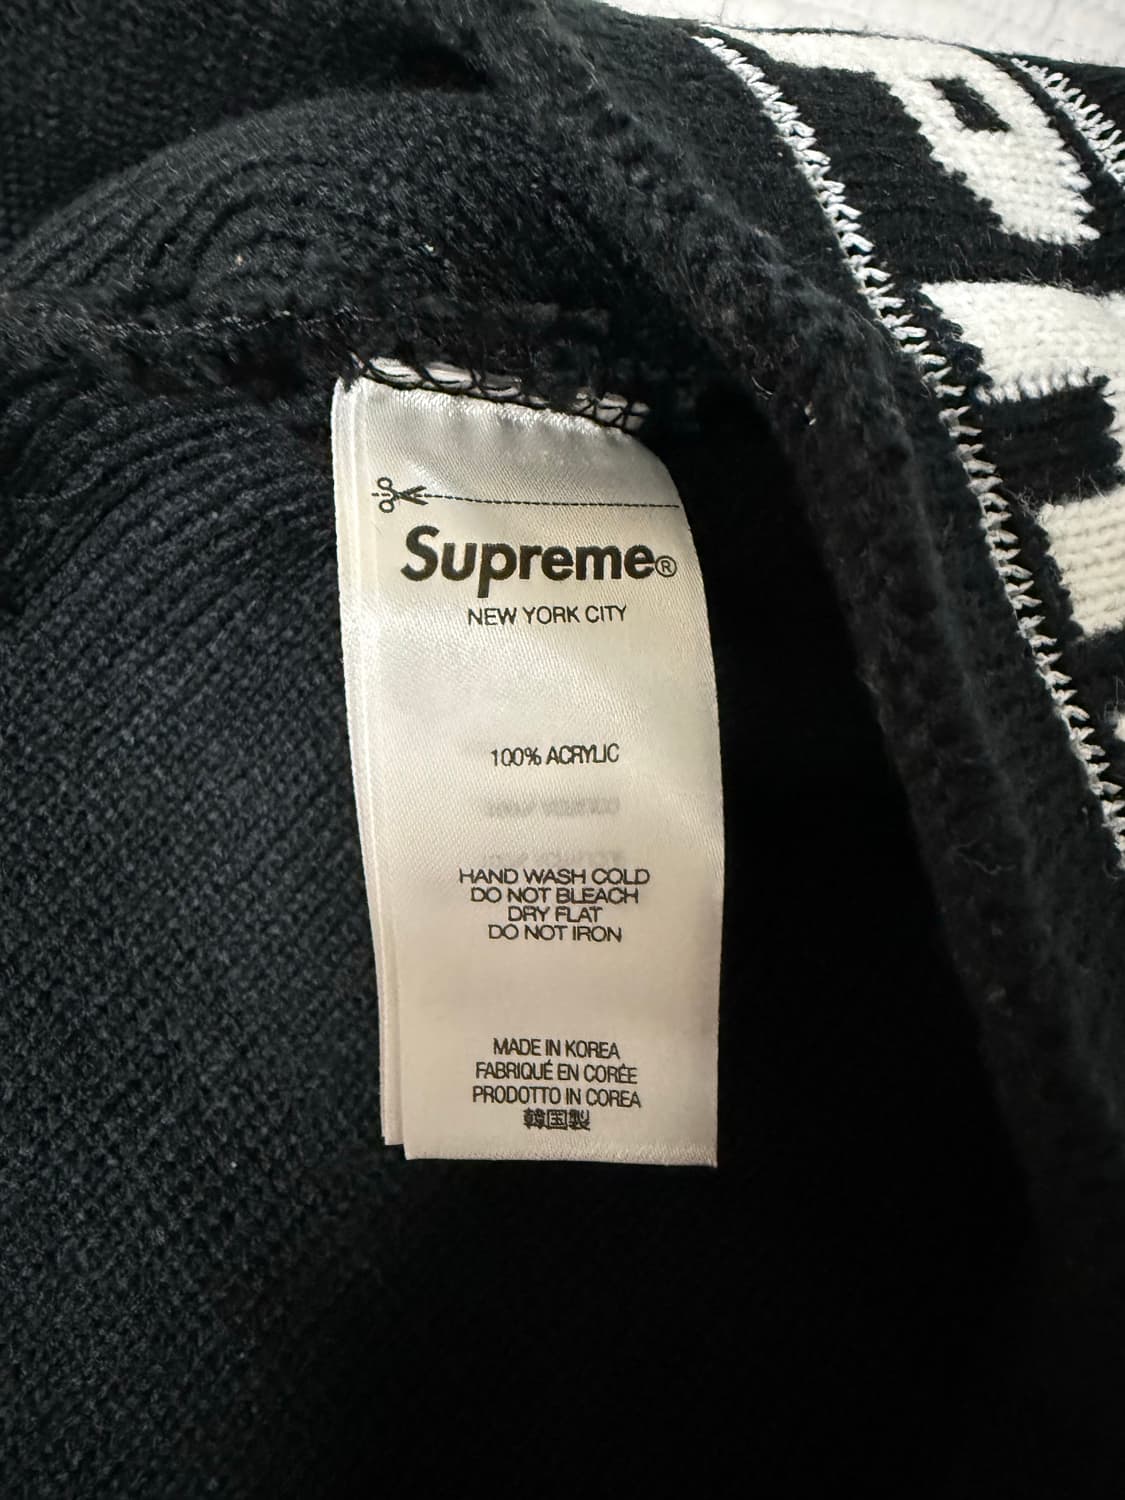 Supreme®
NEW YORK CITY
100% ACRYLIC
HAND WASH COLD
DO NOT BLEACH
DRY FLAT
DO NOT IRON
MADE IN KOREA
FABRIQUÉ EN CORÉE
PRODOTTO IN COREA
韓国製